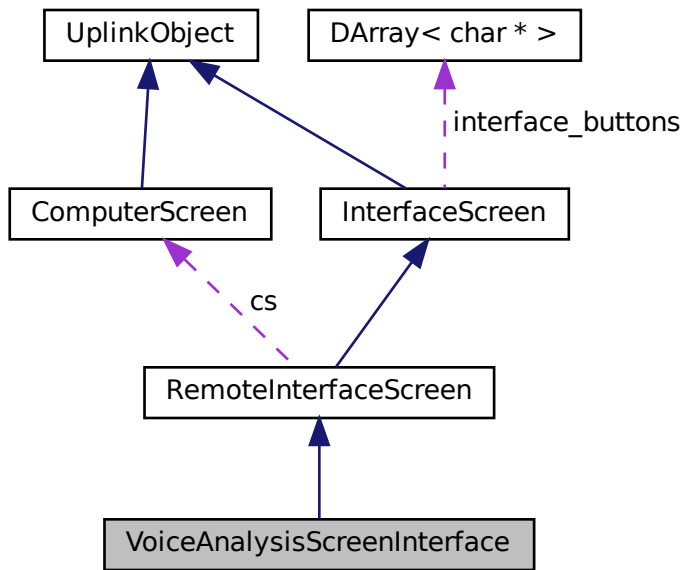 UplinkObject
DArray< char * >
interface_buttons
ComputerScreen
InterfaceScreen
cs
RemoteInterfaceScreen
VoiceAnalysisScreenInterface